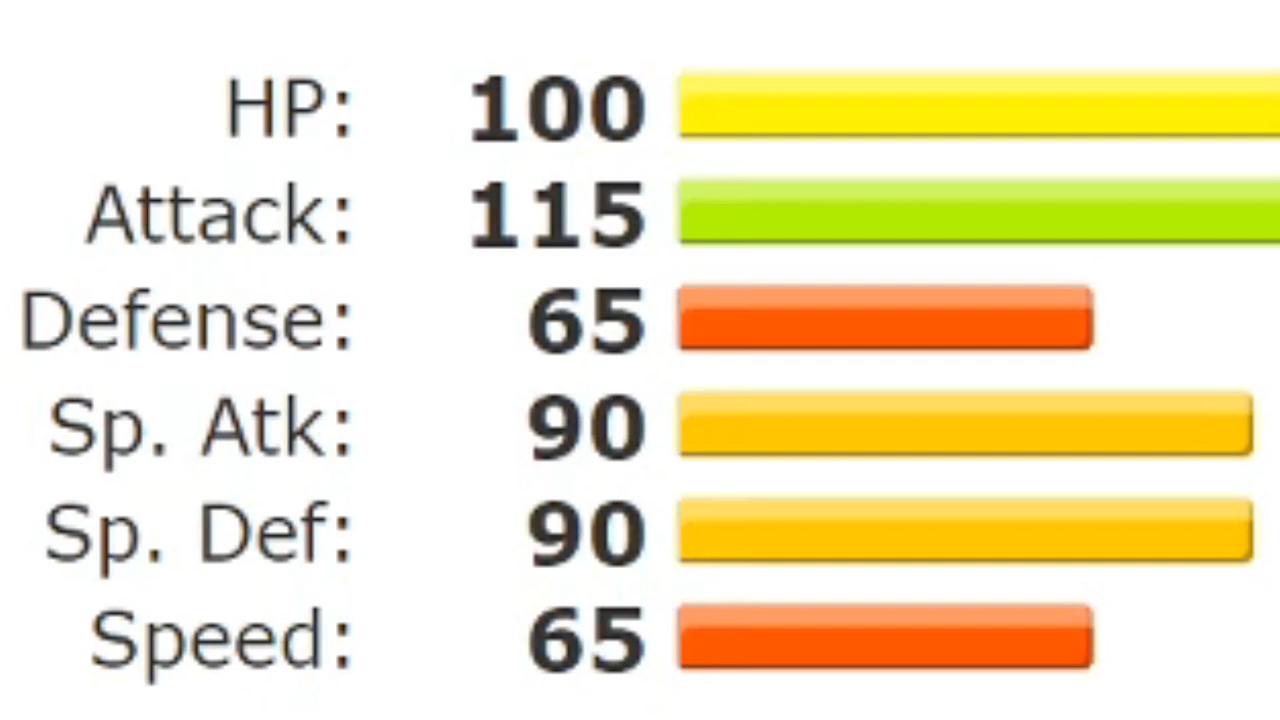 HP: 100
Attack: 115
Defense: 65
Sp. Atk: 90
Sp. Def: 90
Speed: 65